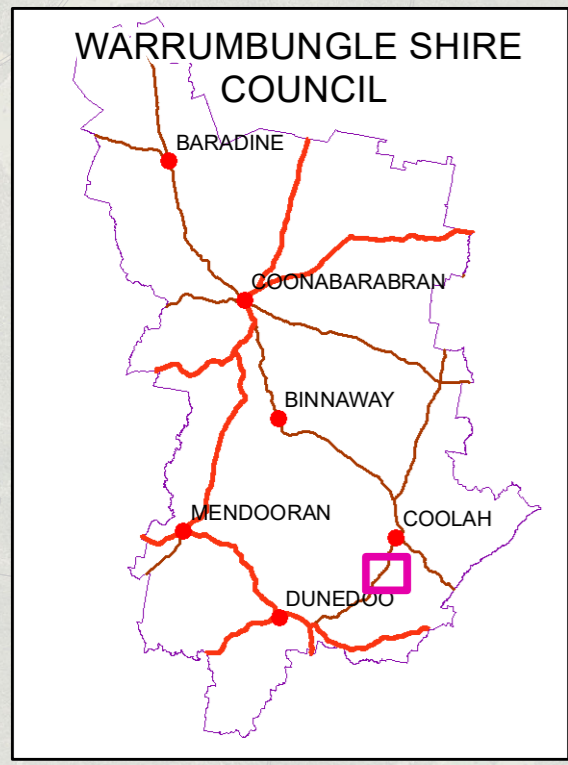 WARRUMBUNGLE SHIRE
COUNCIL
BARADINE
COONABARABRAN
BINNAWAY
MENDOORAN
COOLAH
DUNEDOO